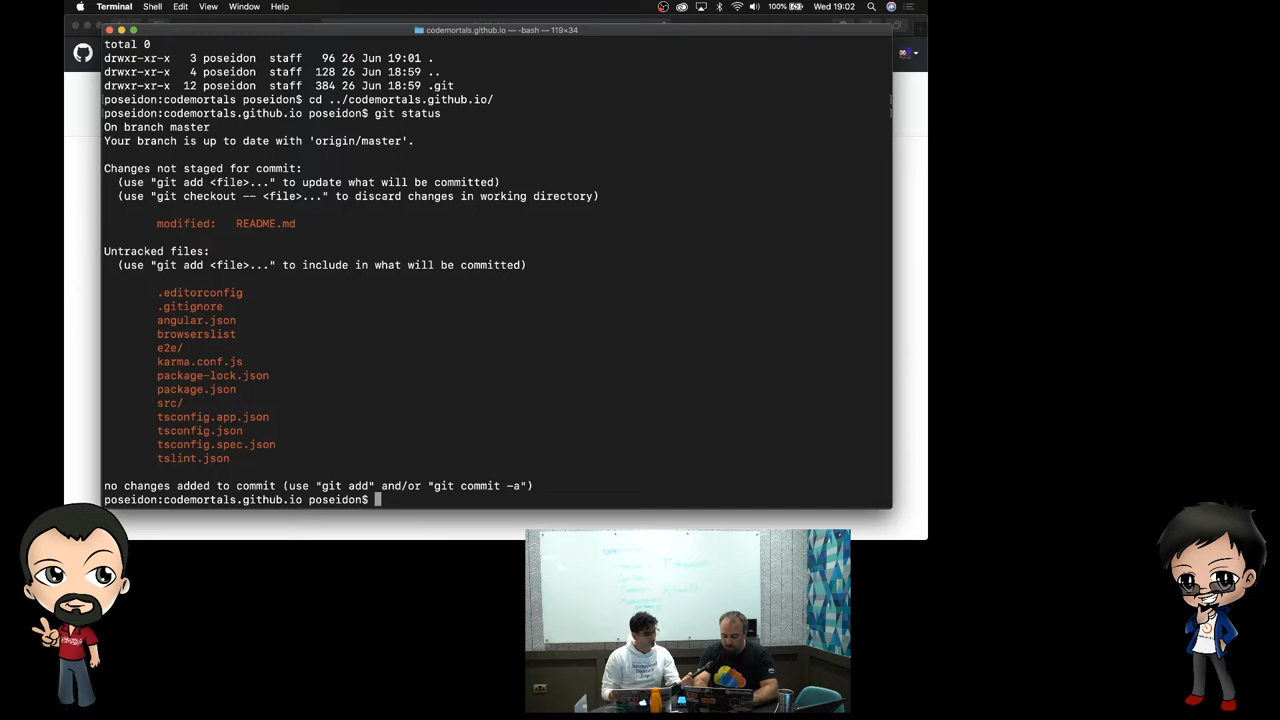 Terminal Shell Edit View Window Help
100% Wed 19:02
codemortals.github.io — -bash — 119×34
total 0
drwxr-xr-x 3 poseidon staff 96 26 Jun 19:01 .
drwxr-xr-x 4 poseidon staff 128 26 Jun 18:59 ..
drwxr-xr-x 12 poseidon staff 384 26 Jun 18:59 .git
poseidon:codemortals poseidon$ cd ../codemortals.github.io/
poseidon:codemortals.github.io poseidon$ git status
On branch master
Your branch is up to date with 'origin/master'.
Changes not staged for commit:
(use "git add <file>..." to update what will be committed)
(use "git checkout -- <file>..." to discard changes in working directory)
modified: README.md
Untracked files:
(use "git add <file>..." to include in what will be committed)
.editorconfig
.gitignore
angular.json
browserslist
e2e/
karma.conf.js
package-lock.json
package.json
src/
tsconfig.app.json
tsconfig.json
tsconfig.spec.json
tslint.json
no changes added to commit (use "git add" and/or "git commit -a")
poseidon:codemortals.github.io poseidon$